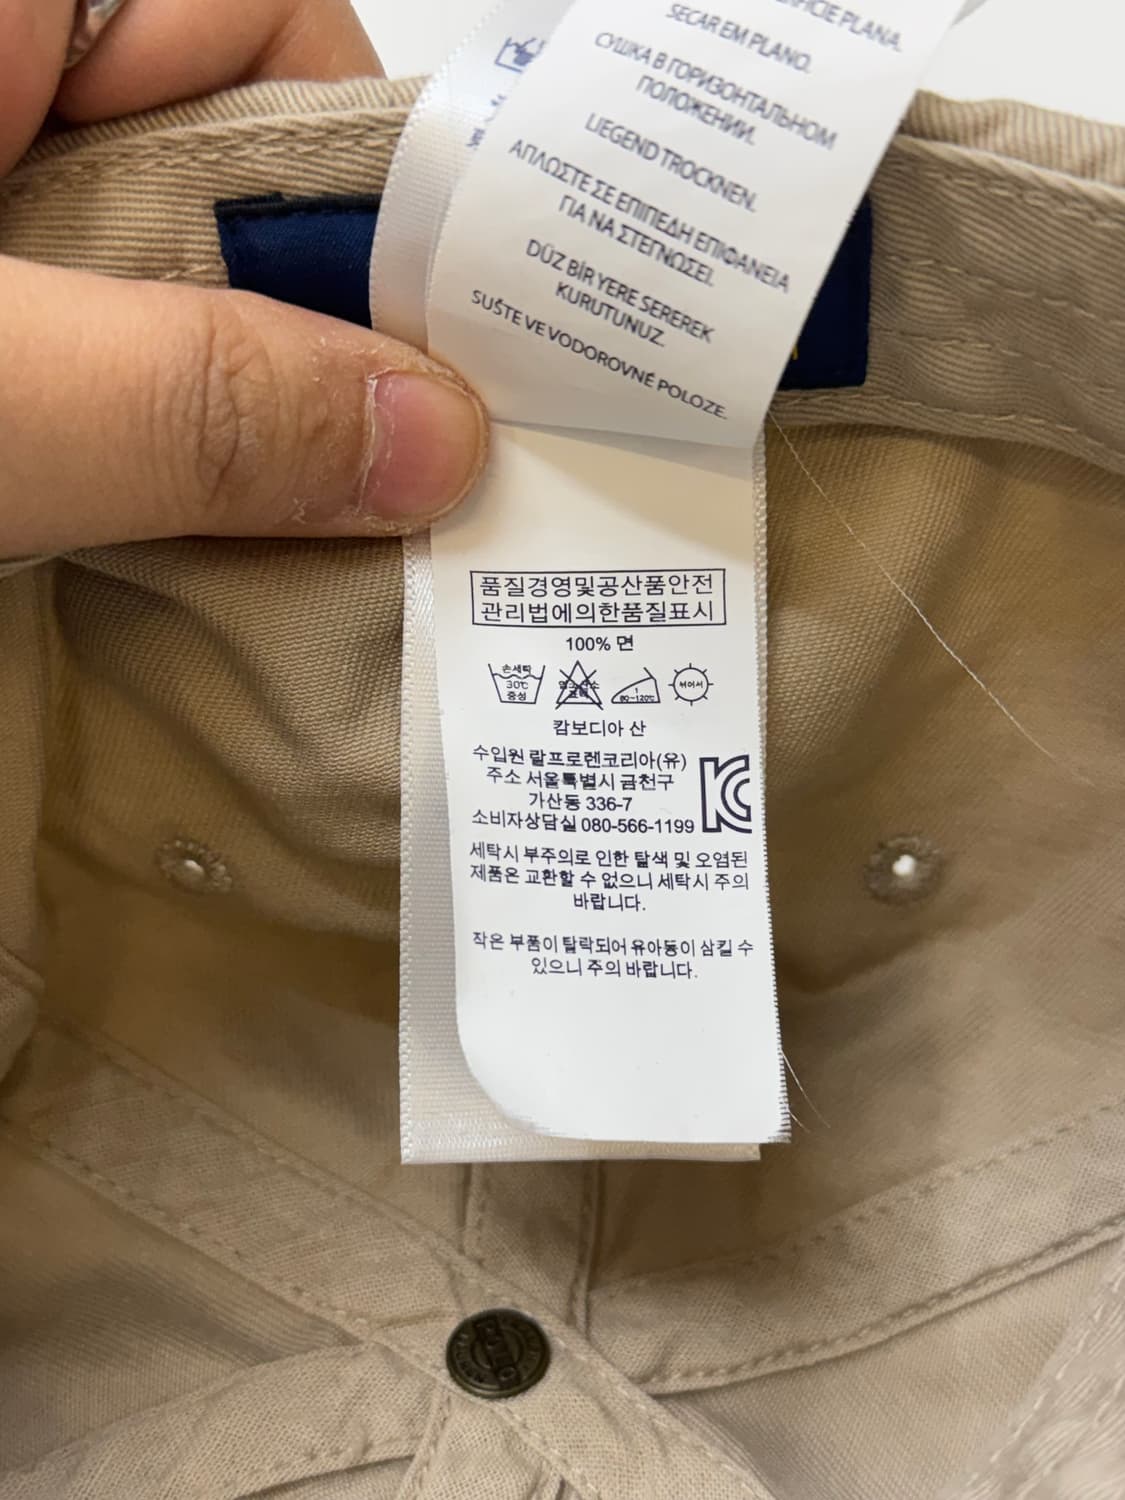 FICIE PLANA.
SECAR EM PLANO.
СУШКА В ГОРИЗОНТАЛЬНОМ
ПОЛОЖЕНИИ.
LIEGEND TROCKNEN.
ΑΠΛΩΣΤΕ ΣΕ ΕΠΙΠΕΔΗ ΕΠΙΦΑΝΕΙΑ
ΓΙΑ ΝΑ ΣΤΕΓΝΩΣΕΙ.
DÜZ BİR YERE SEREREK
KURUTUNUZ.
SUŠTE VE VODOROVNÉ POLOZE.
품질경영및공산품안전
관리법에의한품질표시
100% 면
손세탁
30℃
중성
1
80~120℃
뉘어서
캄보디아 산
수입원 랄프로렌코리아(유)
주소 서울특별시 금천구
가산동 336-7
소비자상담실 080-566-1199
세탁시 부주의로 인한 탈색 및 오염된
제품은 교환할 수 없으니 세탁시 주의
바랍니다.
작은 부품이 탈락되어 유아동이 삼킬 수
있으니 주의 바랍니다.